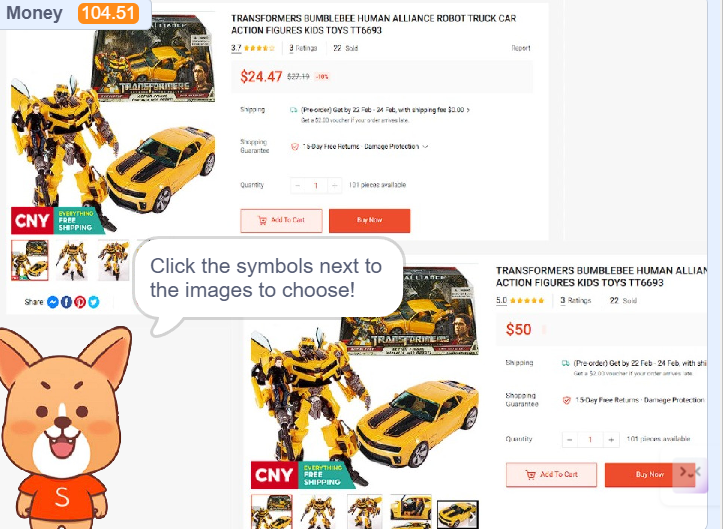 Money 104.51
TRANSFORMERS BUMBLEBEE HUMAN ALLIANCE ROBOT TRUCK CAR
ACTION FIGURES KIDS TOYS TT6693
3.7
3 Ratings
22 Sold
Report
$24.47 $27.19 -10%
Shipping
(Pre-order) Get by 22 Feb - 24 Feb, with shipping fee $0.00 >
Get a $2.00 voucher if your order arrives late.
Shopping
Guarantee
15-Day Free Returns · Damage Protection
Quantity
- 1 +
101 pieces available
Add To Cart
Buy Now
TRANSFORMERS
CNY
EVERYTHING
FREE
SHIPPING
Share:
Click the symbols next to
the images to choose!
TRANSFORMERS BUMBLEBEE HUMAN ALLIAN
ACTION FIGURES KIDS TOYS TT6693
5.0
3 Ratings
22 Sold
$50
Shipping
(Pre-order) Get by 22 Feb - 24 Feb, with shi
Get a $2.00 voucher if your order arrives late.
Shopping
Guarantee
15-Day Free Returns · Damage Protection
Quantity
- 1 +
101 pieces available
Add To Cart
Buy Now
TRANSFORMERS
CNY
EVERYTHING
FREE
SHIPPING
S